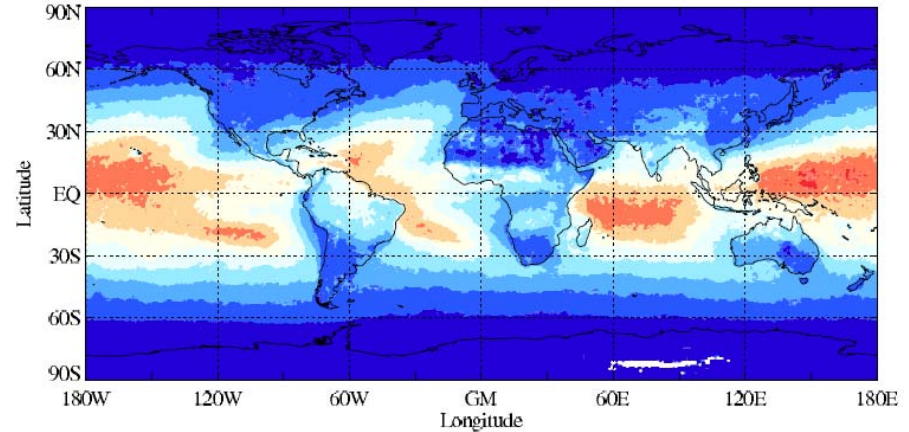 90N
60N
30N
EQ
30S
60S
90S
Latitude
180W 120W 60W GM 60E 120E 180E
Longitude